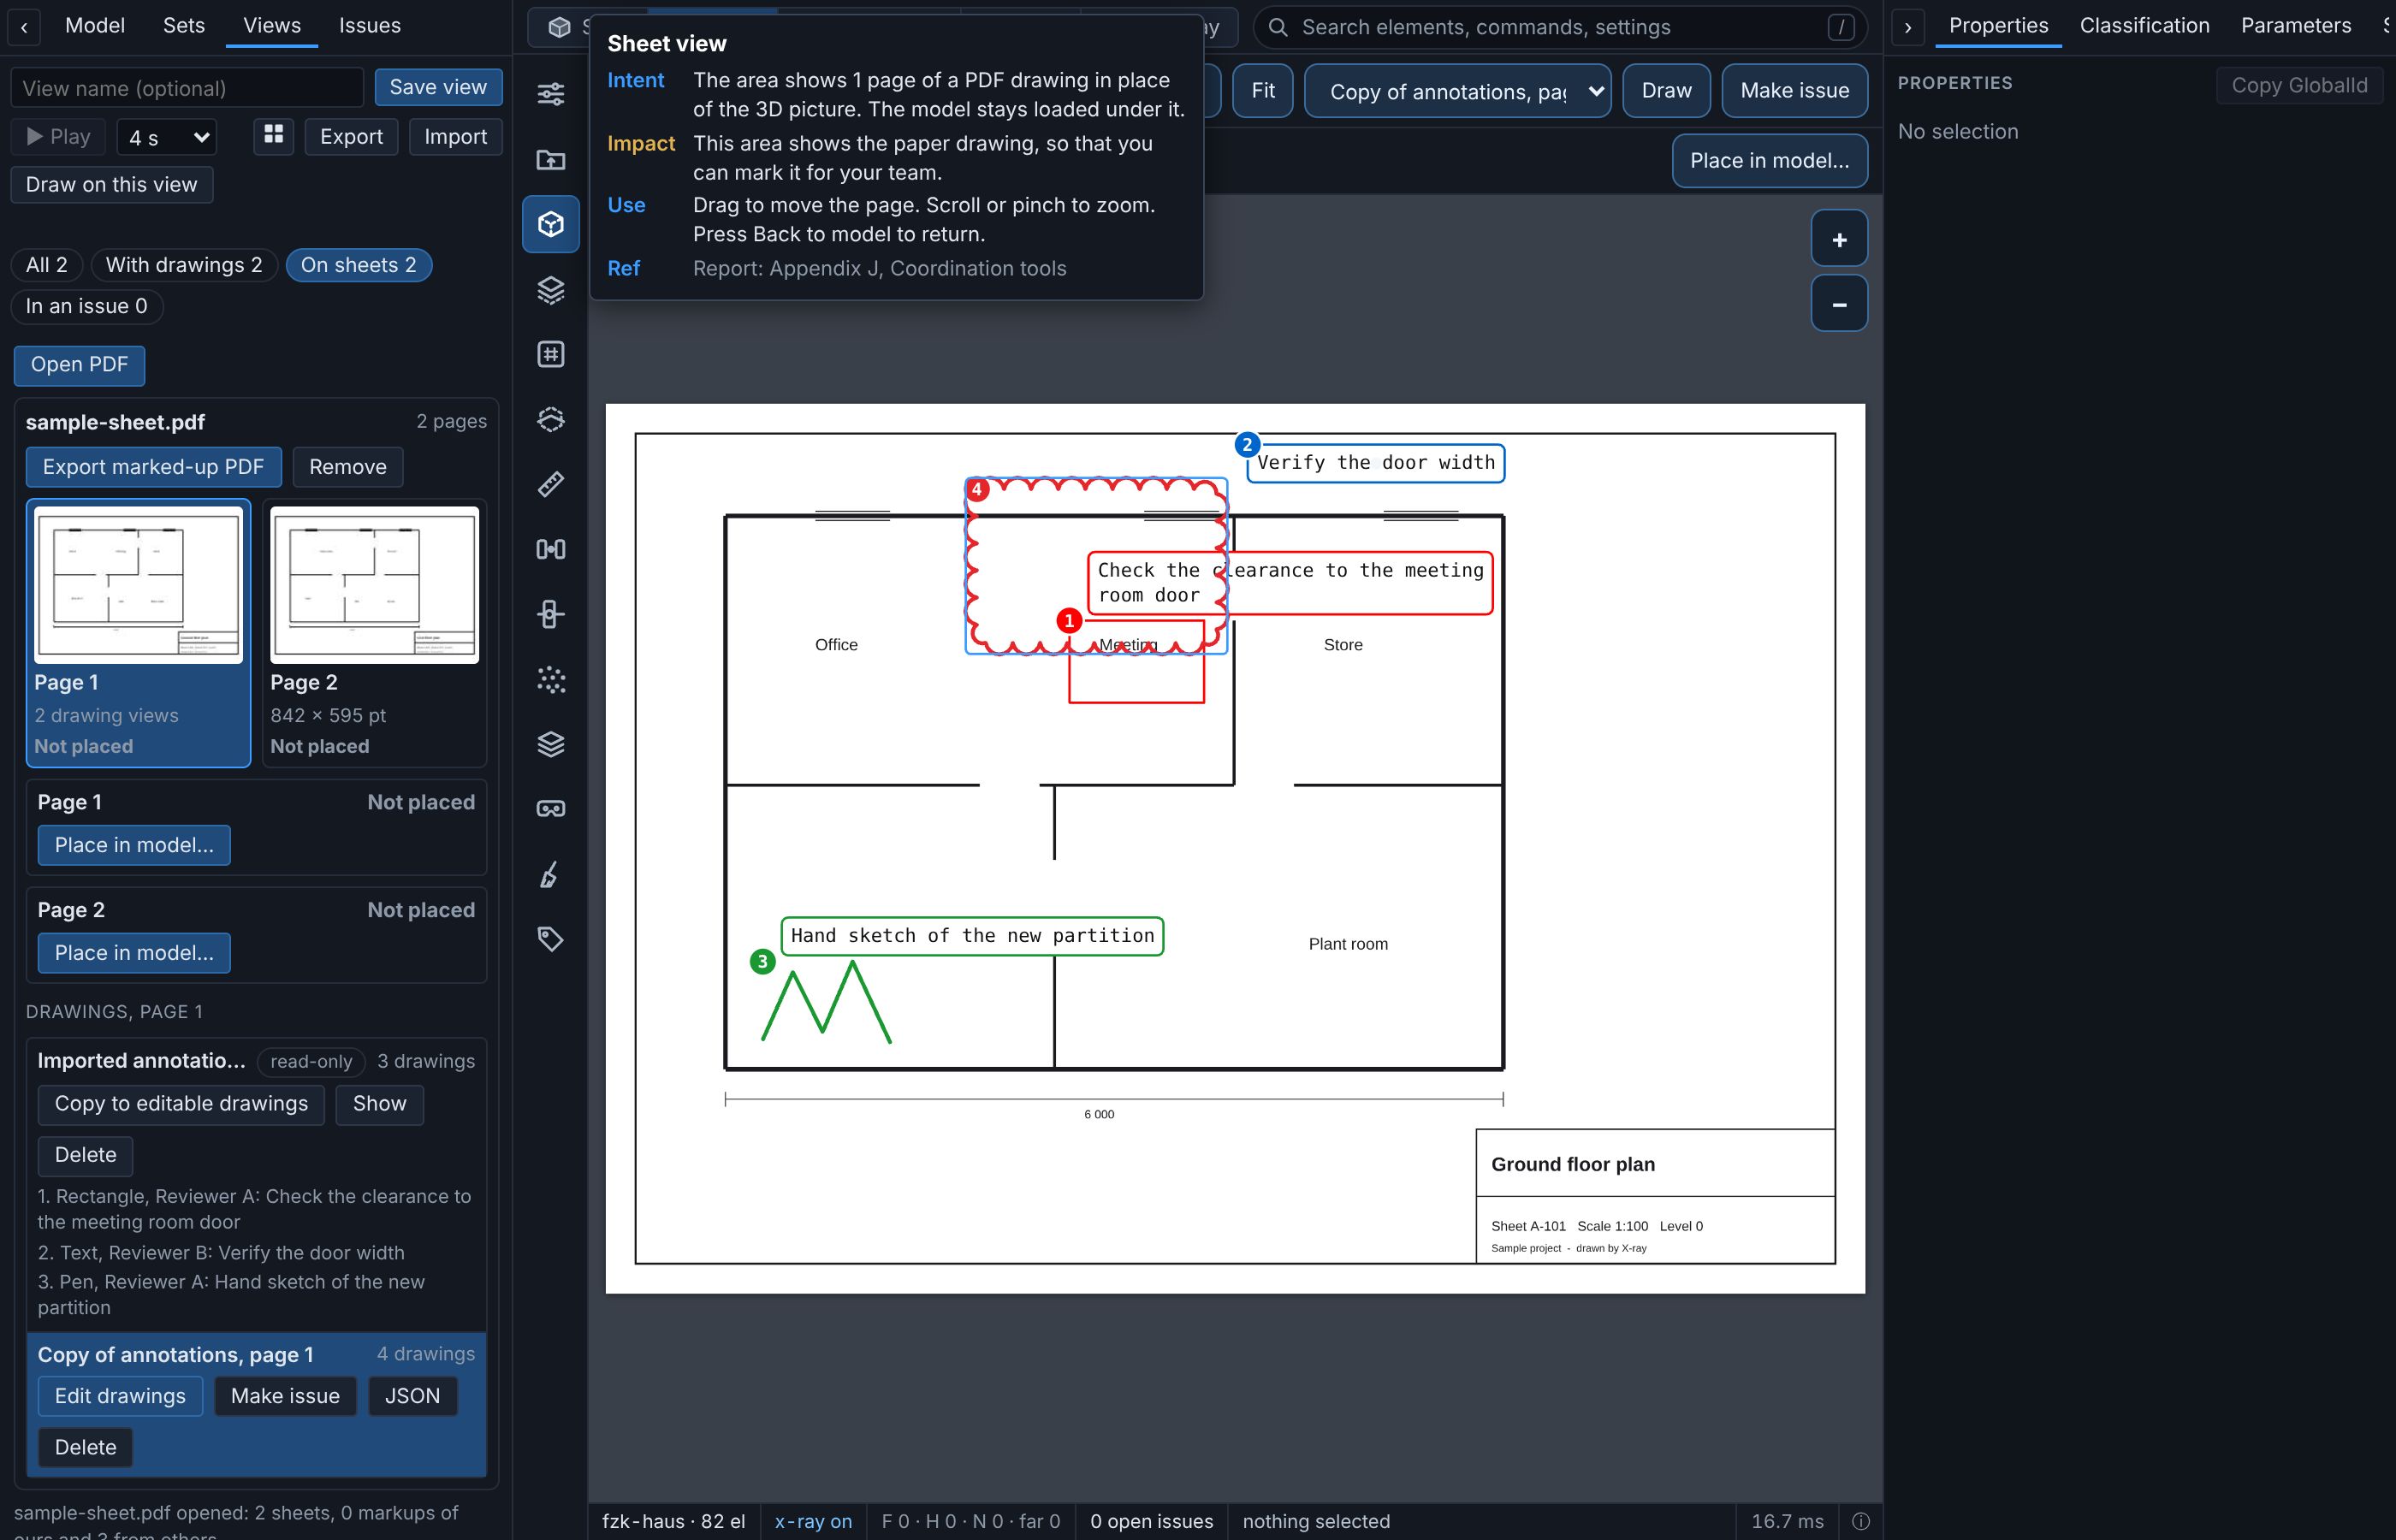 Model Sets Views Issues
View name (optional) Save view
Play 4 s Export Import
Draw on this view
All 2 With drawings 2 On sheets 2
In an issue 0
Open PDF
sample-sheet.pdf 2 pages
Export marked-up PDF Remove
Page 1
2 drawing views
Not placed
Page 2
842 × 595 pt
Not placed
Page 1 Not placed
Place in model...
Page 2 Not placed
Place in model...
DRAWINGS, PAGE 1
Imported annotatio... read-only 3 drawings
Copy to editable drawings Show
Delete
1. Rectangle, Reviewer A: Check the clearance to
the meeting room door
2. Text, Reviewer B: Verify the door width
3. Pen, Reviewer A: Hand sketch of the new
partition
Copy of annotations, page 1 4 drawings
Edit drawings Make issue JSON
Delete
sample-sheet.pdf opened: 2 sheets, 0 markups of
ours and 3 from others
Sheet view
Intent The area shows 1 page of a PDF drawing in place
of the 3D picture. The model stays loaded under it.
Impact This area shows the paper drawing, so that you
can mark it for your team.
Use Drag to move the page. Scroll or pinch to zoom.
Press Back to model to return.
Ref Report: Appendix J, Coordination tools
Search elements, commands, settings /
Fit Copy of annotations, pag Draw Make issue
Place in model...
+
−
2
Verify the door width
4
Check the clearance to the meeting
room door
1
Office
Meeting
Store
Hand sketch of the new partition
3
Plant room
6 000
Ground floor plan
Sheet A-101 Scale 1:100 Level 0
Sample project - drawn by X-ray
fzk-haus · 82 el x-ray on F 0 · H 0 · N 0 · far 0 0 open issues nothing selected 16.7 ms
Properties Classification Parameters
PROPERTIES Copy GlobalId
No selection